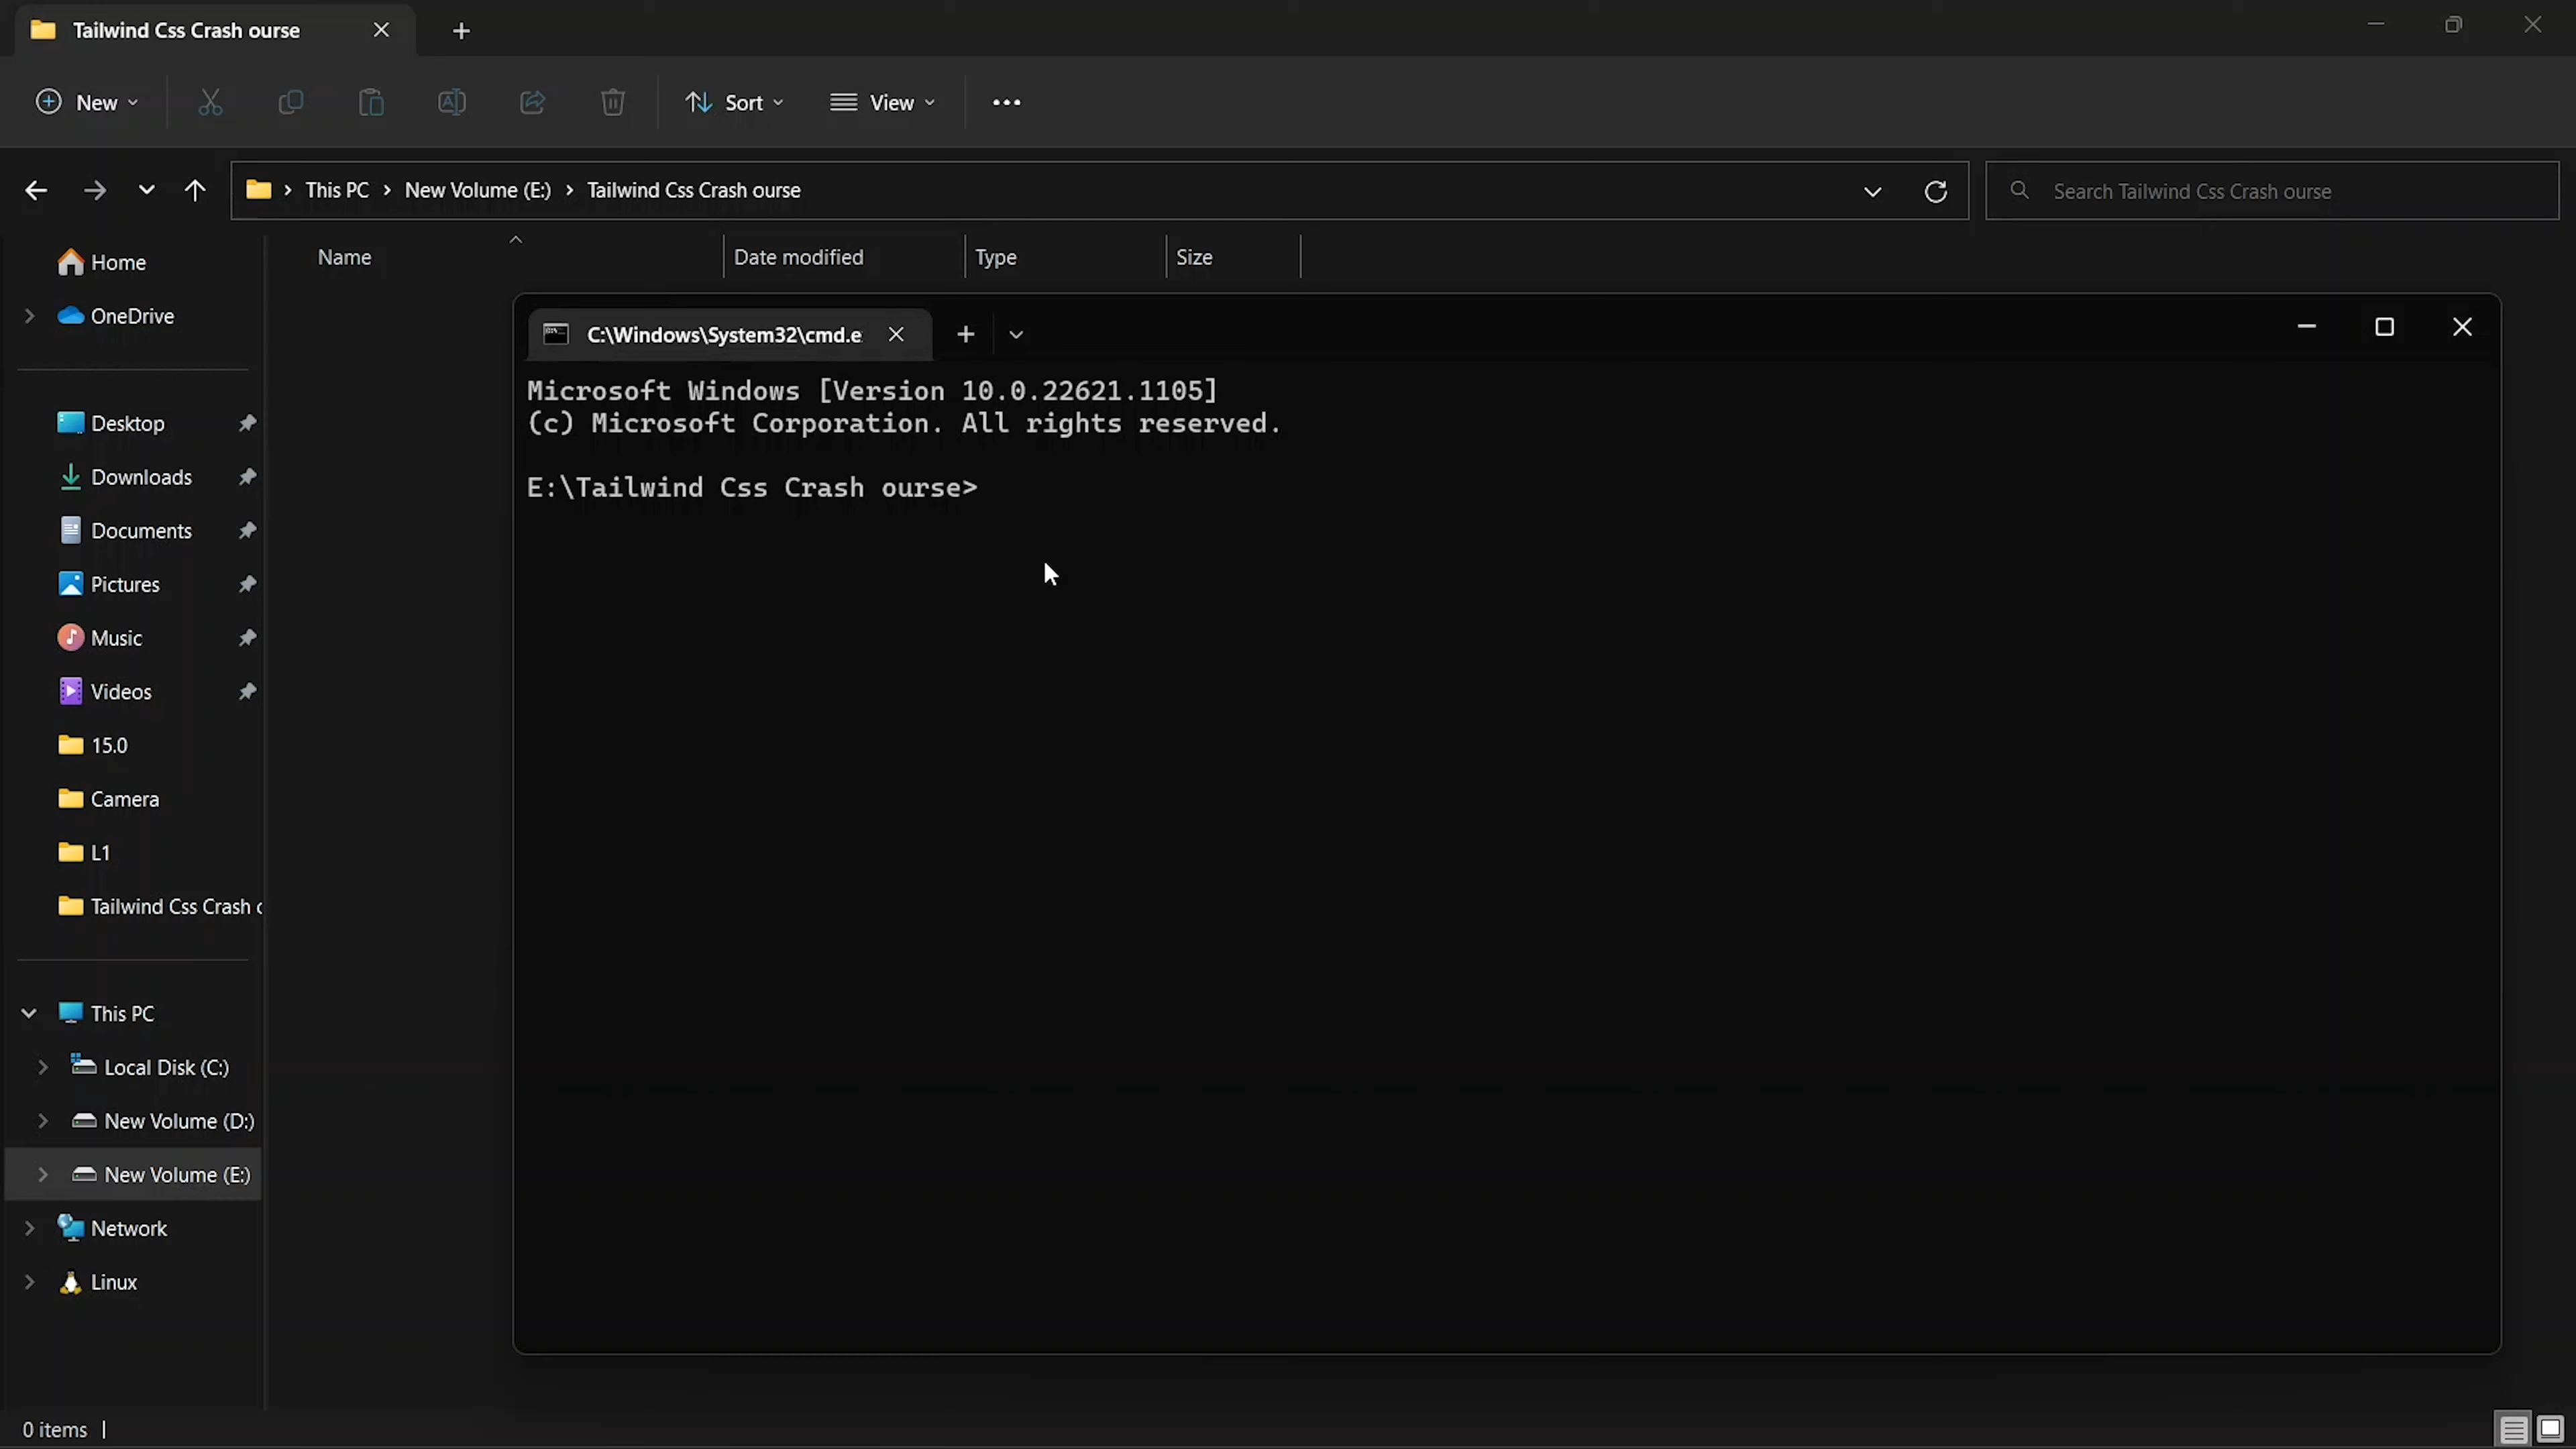 Tailwind Css Crash ourse
New
Sort
View
This PC
New Volume (E:)
Tailwind Css Crash ourse
Search Tailwind Css Crash ourse
Name
Date modified
Type
Size
Home
OneDrive
Desktop
Downloads
Documents
Pictures
Music
Videos
15.0
Camera
L1
Tailwind Css Crash
This PC
Local Disk (C:)
New Volume (D:)
New Volume (E:)
Network
Linux
0 items
C:\Windows\System32\cmd.e
Microsoft Windows [Version 10.0.22621.1105]
(c) Microsoft Corporation. All rights reserved.
E:\Tailwind Css Crash ourse>